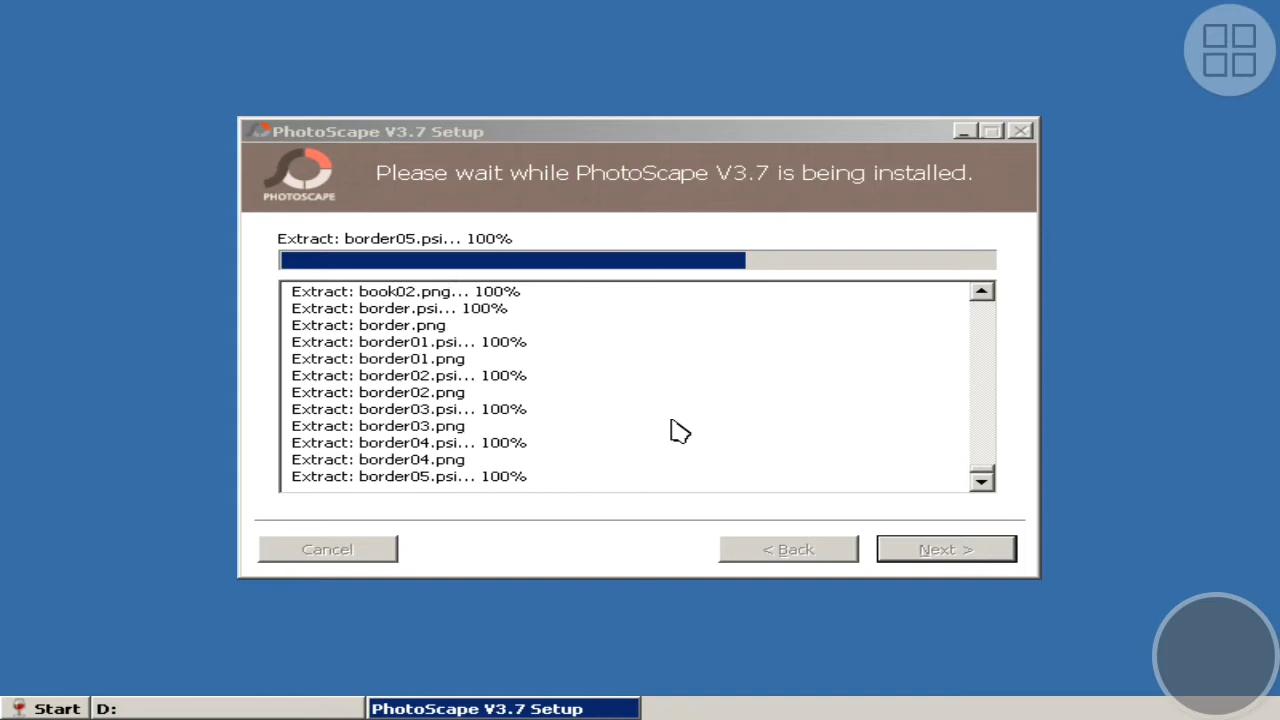 PhotoScape V3.7 Setup
PHOTOSCAPE
Please wait while PhotoScape V3.7 is being installed.
Extract: border05.psi... 100%
Extract: book02.png... 100%
Extract: border.psi... 100%
Extract: border.png
Extract: border01.psi... 100%
Extract: border01.png
Extract: border02.psi... 100%
Extract: border02.png
Extract: border03.psi... 100%
Extract: border03.png
Extract: border04.psi... 100%
Extract: border04.png
Extract: border05.psi... 100%
Cancel
< Back
Next >
Start
D:
PhotoScape V3.7 Setup